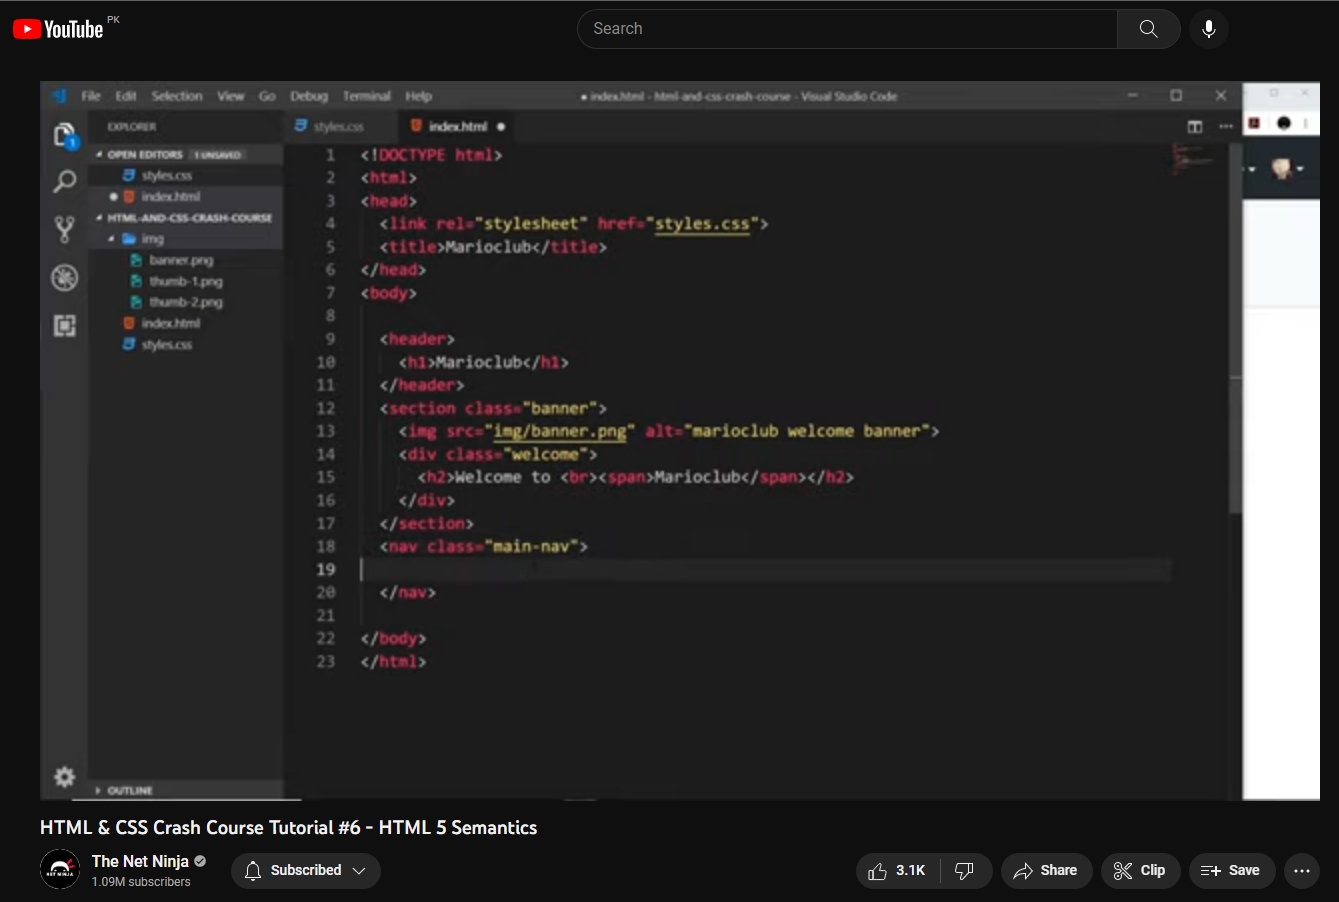 YouTube PK
Search
File Edit Selection View Go Debug Terminal Help
● index.html - html-and-css-crash-course - Visual Studio Code
EXPLORER
OPEN EDITORS 1 UNSAVED
styles.css
index.html
HTML-AND-CSS-CRASH-COURSE
img
banner.png
thumb-1.png
thumb-2.png
index.html
styles.css
OUTLINE
1
styles.css index.html
1 <!DOCTYPE html>
2 <html>
3 <head>
4 <link rel="stylesheet" href="styles.css">
5 <title>Marioclub</title>
6 </head>
7 <body>
8
9 <header>
10 <h1>Marioclub</h1>
11 </header>
12 <section class="banner">
13 <img src="img/banner.png" alt="marioclub welcome banner">
14 <div class="welcome">
15 <h2>Welcome to <br><span>Marioclub</span></h2>
16 </div>
17 </section>
18 <nav class="main-nav">
19
20 </nav>
21
22 </body>
23 </html>
HTML & CSS Crash Course Tutorial #6 - HTML 5 Semantics
NET NINJA
The Net Ninja
1.09M subscribers
Subscribed
3.1K
Share
Clip
Save